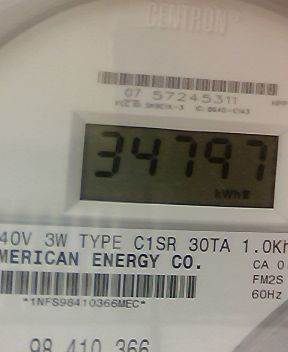 CENTRON®
07 57245311
34797
kWh
40V 3W TYPE C1SR 30TA 1.0Kh
MERICAN ENERGY CO.
CA 0
FM2S
60Hz
*1NFS98410366MEC*
98 410 366